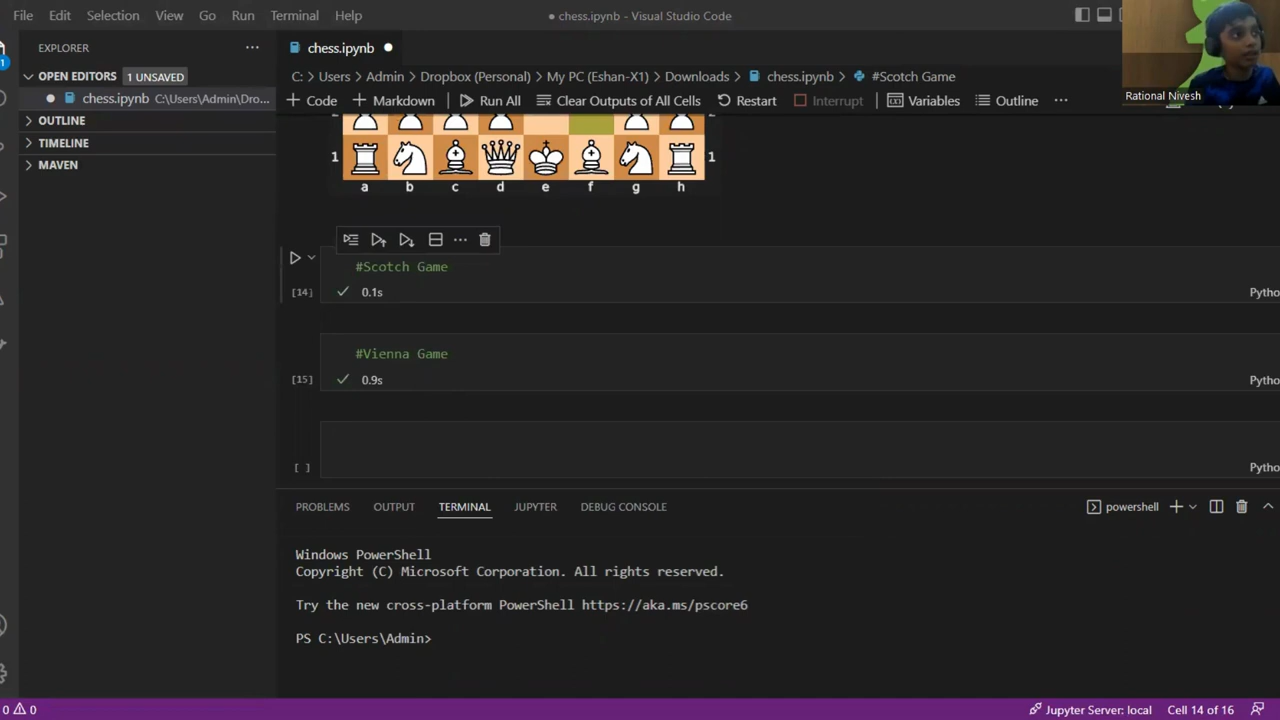 File Edit Selection View Go Run Terminal Help
● chess.ipynb - Visual Studio Code
EXPLORER ...
chess.ipynb ●
OPEN EDITORS 1 UNSAVED
● chess.ipynb C:\Users\Admin\Dro...
OUTLINE
TIMELINE
MAVEN
1
C: > Users > Admin > Dropbox (Personal) > My PC (Eshan-X1) > Downloads > chess.ipynb > #Scotch Game
+ Code + Markdown Run All Clear Outputs of All Cells Restart Interrupt Variables Outline ...
Rational Nivesh
1 1
a b c d e f g h
#Scotch Game
[14] ✓ 0.1s Pytho
#Vienna Game
[15] ✓ 0.9s Pytho
[ ] Pytho
PROBLEMS OUTPUT TERMINAL JUPYTER DEBUG CONSOLE powershell
Windows PowerShell
Copyright (C) Microsoft Corporation. All rights reserved.
Try the new cross-platform PowerShell https://aka.ms/pscore6
PS C:\Users\Admin>
0 0 Jupyter Server: local Cell 14 of 16